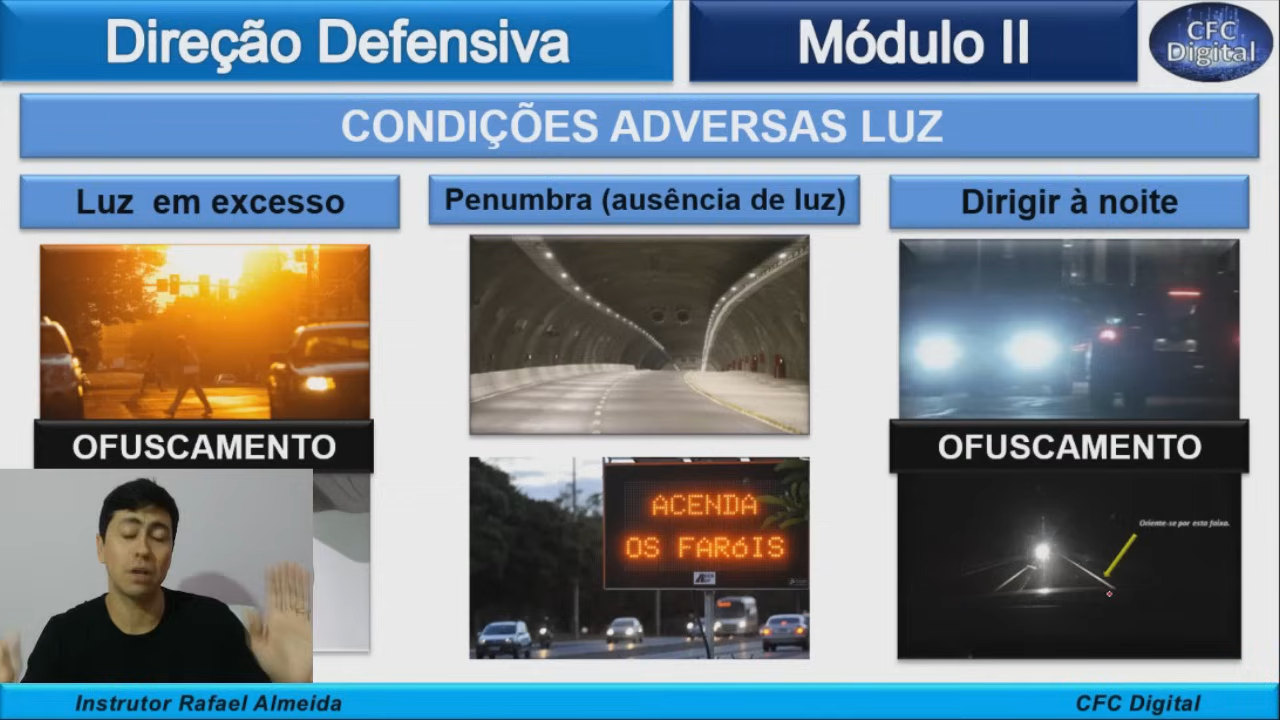 Direção Defensiva
Módulo II
CFC
Digital
CONDIÇÕES ADVERSAS LUZ
Luz em excesso
Penumbra (ausência de luz)
Dirigir à noite
OFUSCAMENTO
OFUSCAMENTO
ACENDA
OS FARóIS
Oriente-se por esta faixa.
Instrutor Rafael Almeida
CFC Digital